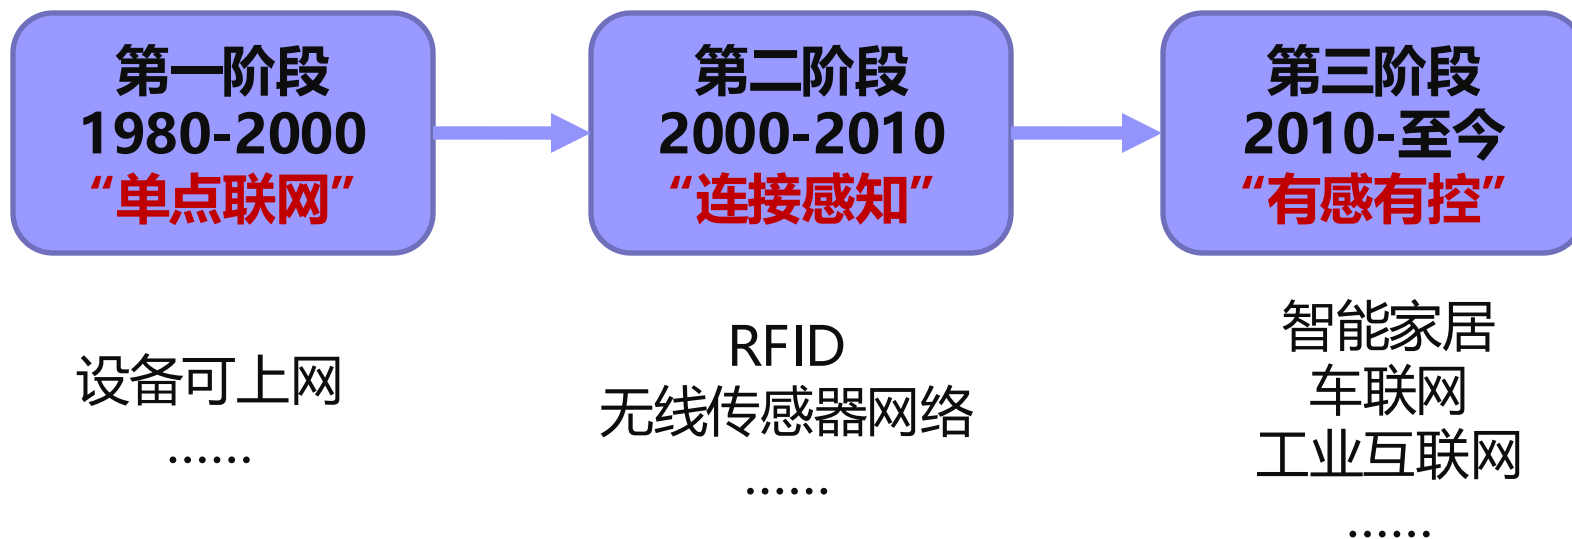 第一阶段
1980-2000
“单点联网”
设备可上网
……
第二阶段
2000-2010
“连接感知”
RFID
无线传感器网络
……
第三阶段
2010-至今
“有感有控”
智能家居
车联网
工业互联网
……